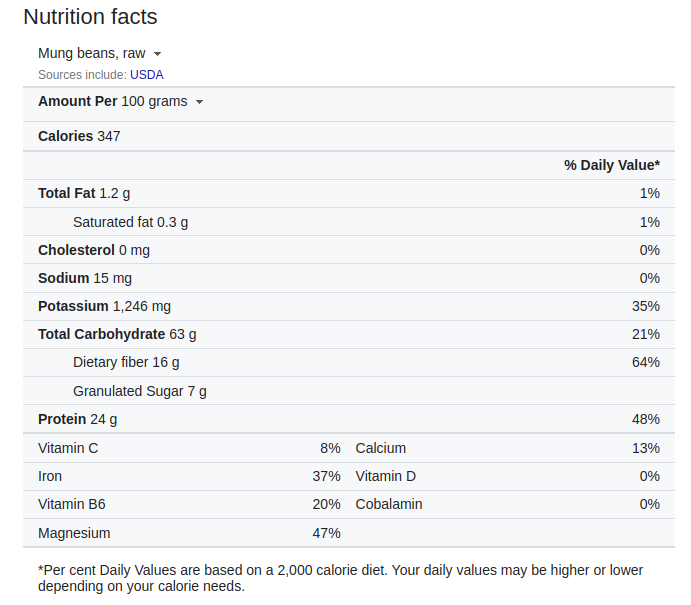 Nutrition facts
Mung beans, raw
Sources include: USDA
Amount Per 100 grams
Calories 347
% Daily Value*
Total Fat 1.2 g 1%
Saturated fat 0.3 g 1%
Cholesterol 0 mg 0%
Sodium 15 mg 0%
Potassium 1,246 mg 35%
Total Carbohydrate 63 g 21%
Dietary fiber 16 g 64%
Granulated Sugar 7 g
Protein 24 g 48%
Vitamin C 8% Calcium 13%
Iron 37% Vitamin D 0%
Vitamin B6 20% Cobalamin 0%
Magnesium 47%
*Per cent Daily Values are based on a 2,000 calorie diet. Your daily values may be higher or lower
depending on your calorie needs.